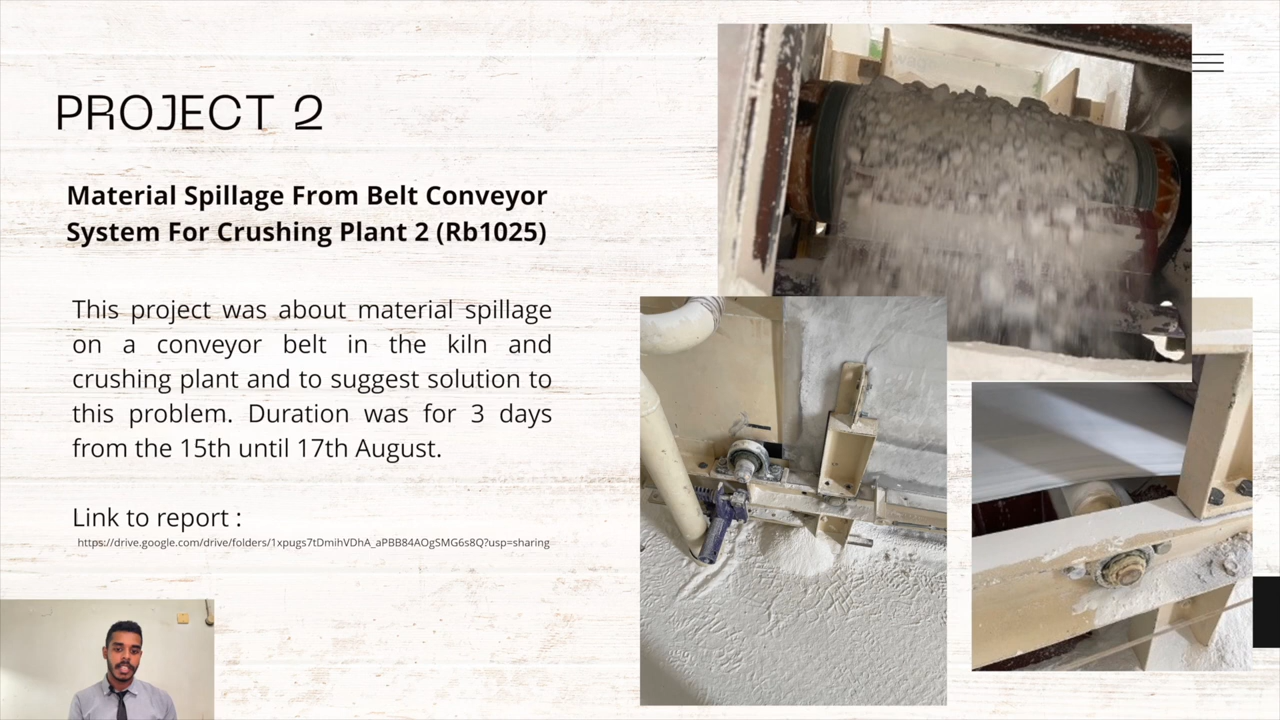 PROJECT 2
Material Spillage From Belt Conveyor
System For Crushing Plant 2 (Rb1025)
This project was about material spillage
on a conveyor belt in the kiln and
crushing plant and to suggest solution to
this problem. Duration was for 3 days
from the 15th until 17th August.
Link to report :
https://drive.google.com/drive/folders/1xpugs7tDmihVDhA_aPBB84AOgSMG6s8Q?usp=sharing